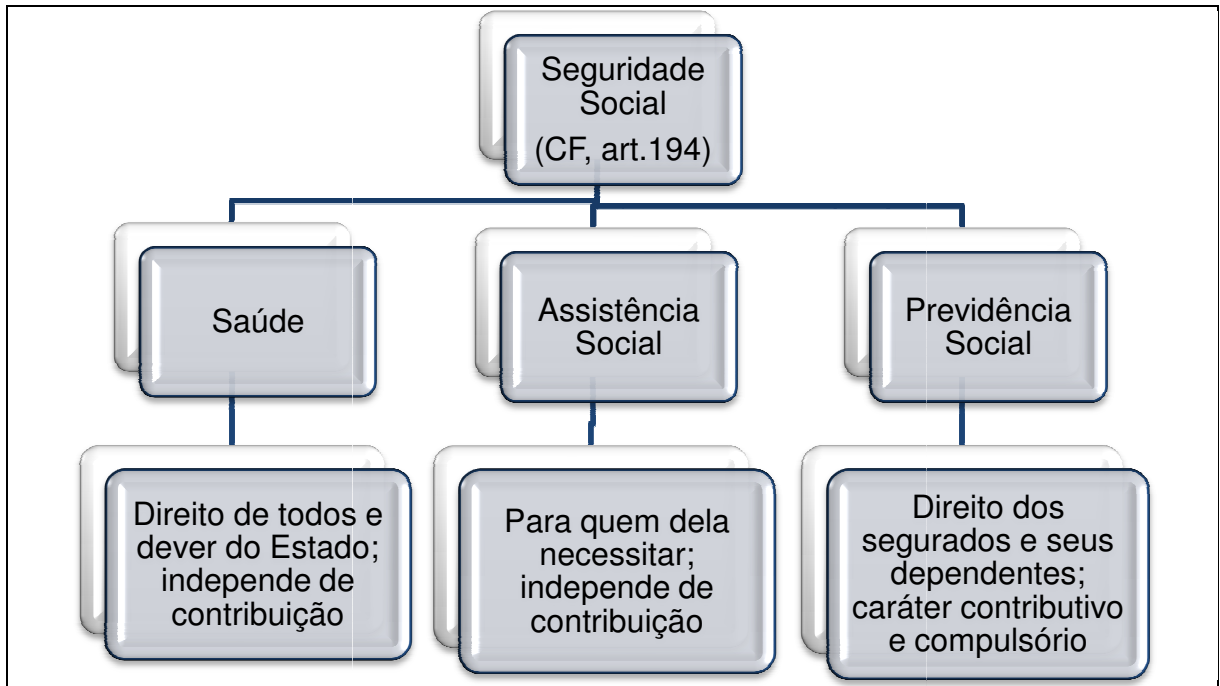 Seguridade
Social
(CF, art.194)
Saúde
Assistência
Social
Previdência
Social
Direito de todos e
dever do Estado;
independe de
contribuição
Para quem dela
necessitar;
independe de
contribuição
Direito dos
segurados e seus
dependentes;
caráter contributivo
e compulsório